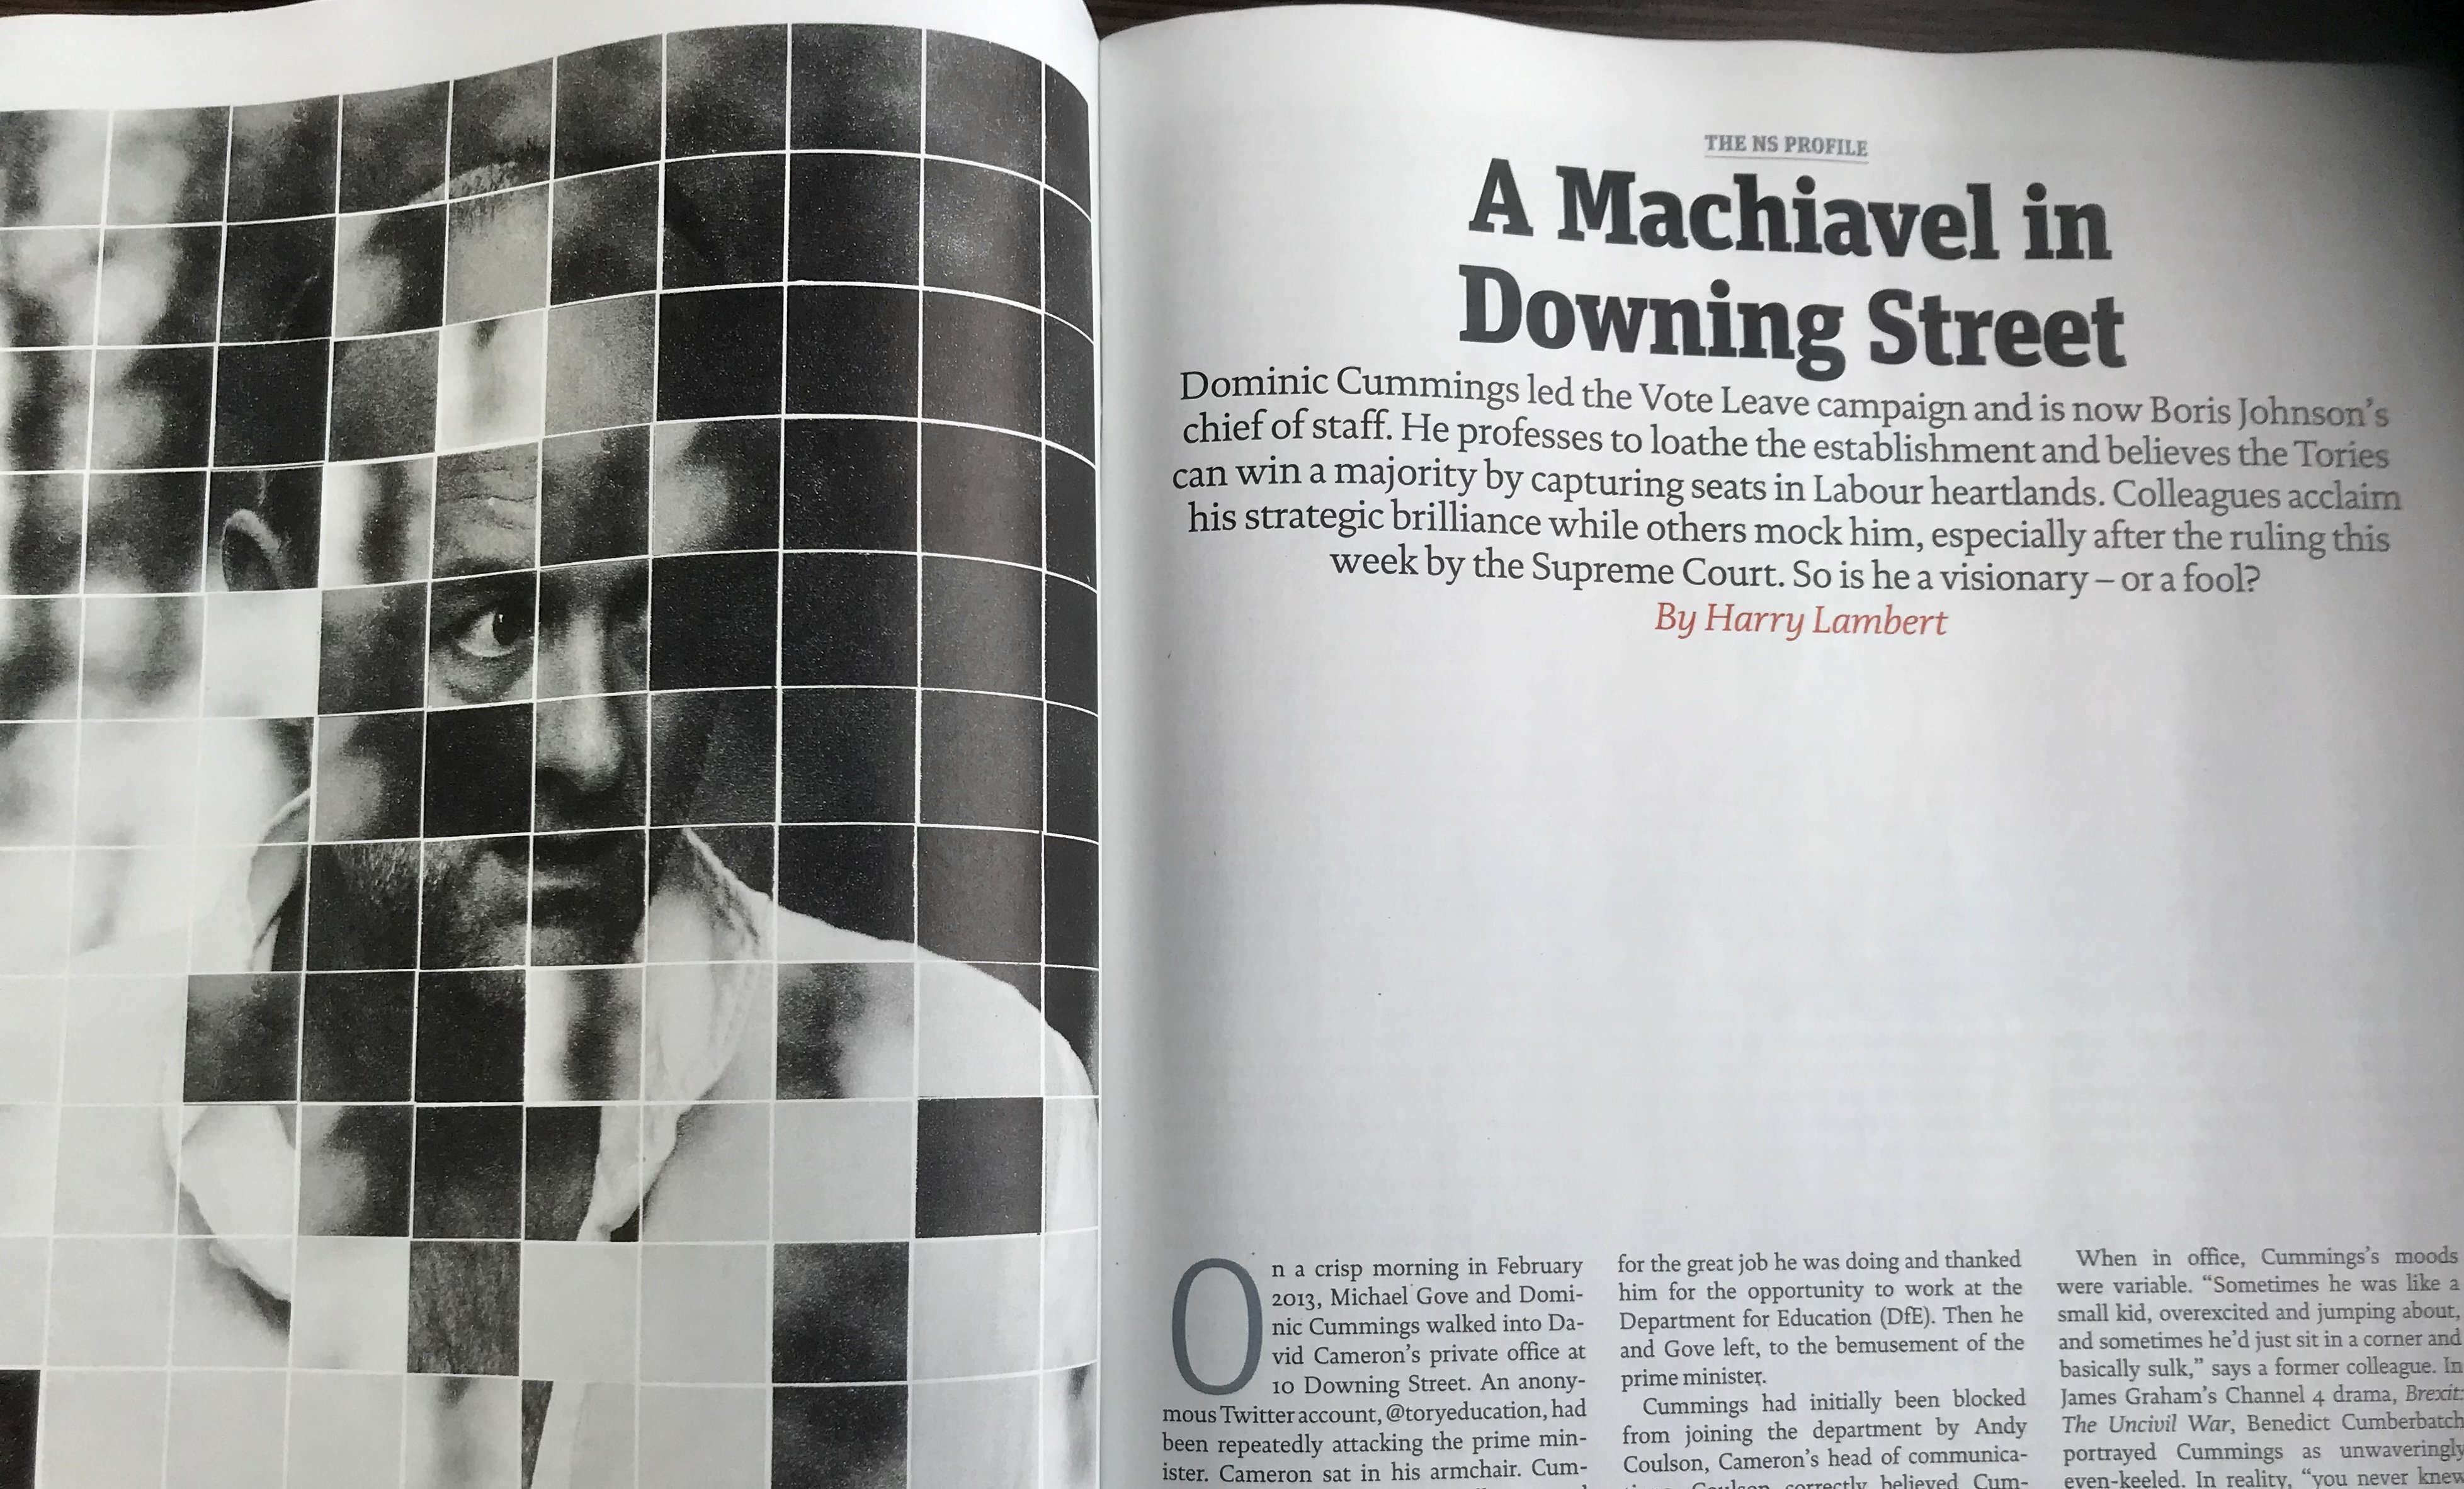 THE NS PROFILE
A Machiavel in
Downing Street
Dominic Cummings led the Vote Leave campaign and is now Boris Johnson's
chief of staff. He professes to loathe the establishment and believes the Tories
can win a majority by capturing seats in Labour heartlands. Colleagues acclaim
his strategic brilliance while others mock him, especially after the ruling this
week by the Supreme Court. So is he a visionary – or a fool?
By Harry Lambert
On a crisp morning in February
2013, Michael Gove and Domi-
nic Cummings walked into Da-
vid Cameron's private office at
10 Downing Street. An anony-
mous Twitter account, @toryeducation, had
been repeatedly attacking the prime min-
ister. Cameron sat in his armchair. Cum-
for the great job he was doing and thanked
him for the opportunity to work at the
Department for Education (DfE). Then he
and Gove left, to the bemusement of the
prime minister.
Cummings had initially been blocked
from joining the department by Andy
Coulson, Cameron's head of communica-
Coulson correctly believed Cum-
When in office, Cummings's moods
were variable. “Sometimes he was like a
small kid, overexcited and jumping about,
and sometimes he'd just sit in a corner and
basically sulk,” says a former colleague. In
James Graham's Channel 4 drama, Brexit:
The Uncivil War, Benedict Cumberbatch
portrayed Cummings as unwaveringly
even-keeled. In reality, “you never knew